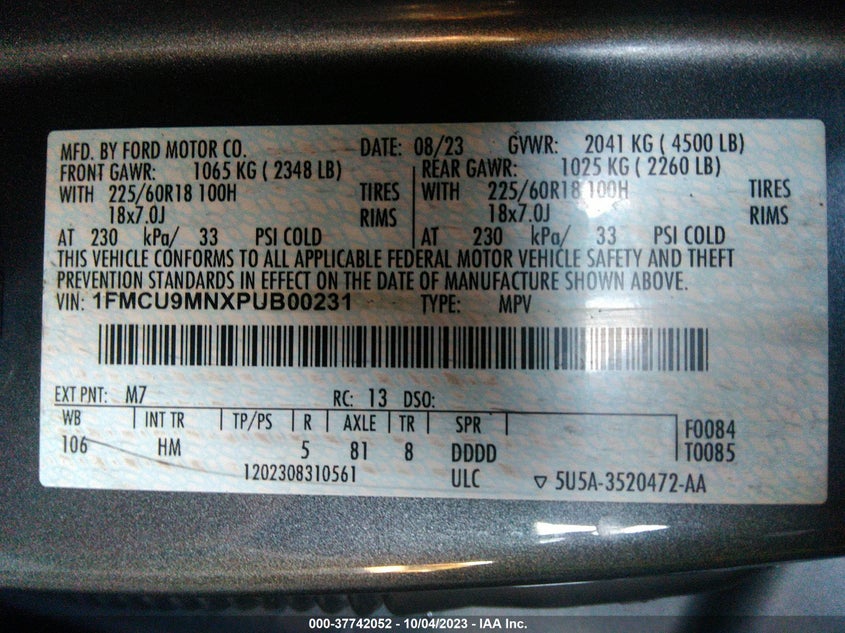 MFD. BY FORD MOTOR CO. DATE: 08/23 GVWR: 2041 KG ( 4500 LB)
FRONT GAWR: 1065 KG ( 2348 LB) REAR GAWR: 1025 KG ( 2260 LB)
WITH 225/60R18 100H TIRES WITH 225/60R18 100H TIRES
18x7.0J RIMS 18x7.0J RIMS
AT 230 kPa/ 33 PSI COLD AT 230 kPa/ 33 PSI COLD
THIS VEHICLE CONFORMS TO ALL APPLICABLE FEDERAL MOTOR VEHICLE SAFETY AND THEFT
PREVENTION STANDARDS IN EFFECT ON THE DATE OF MANUFACTURE SHOWN ABOVE.
VIN: 1FMCU9MNXPUB00231 TYPE: MPV
EXT PNT: M7 RC: 13 DSO:
WB INT TR TP/PS R AXLE TR SPR F0084
106 HM 5 81 8 DDDD T0085
1202308310561 ULC ▽ 5U5A-3520472-AA
000-37742052 - 10/04/2023 - IAA Inc.